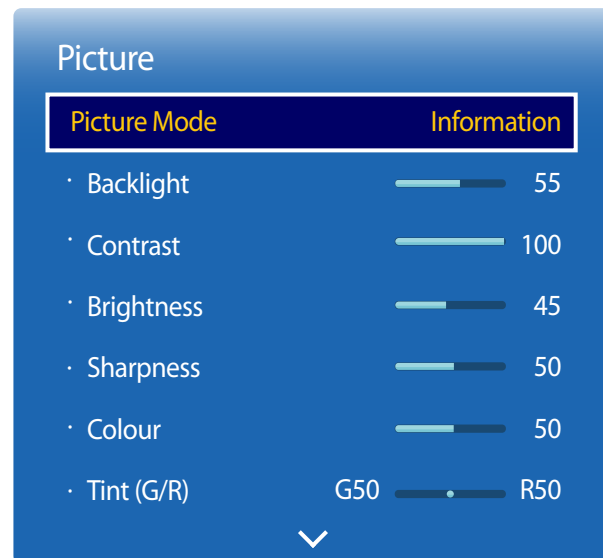 Picture
Picture Mode Information
· Backlight 55
· Contrast 100
· Brightness 45
· Sharpness 50
· Colour 50
· Tint (G/R) G50 R50